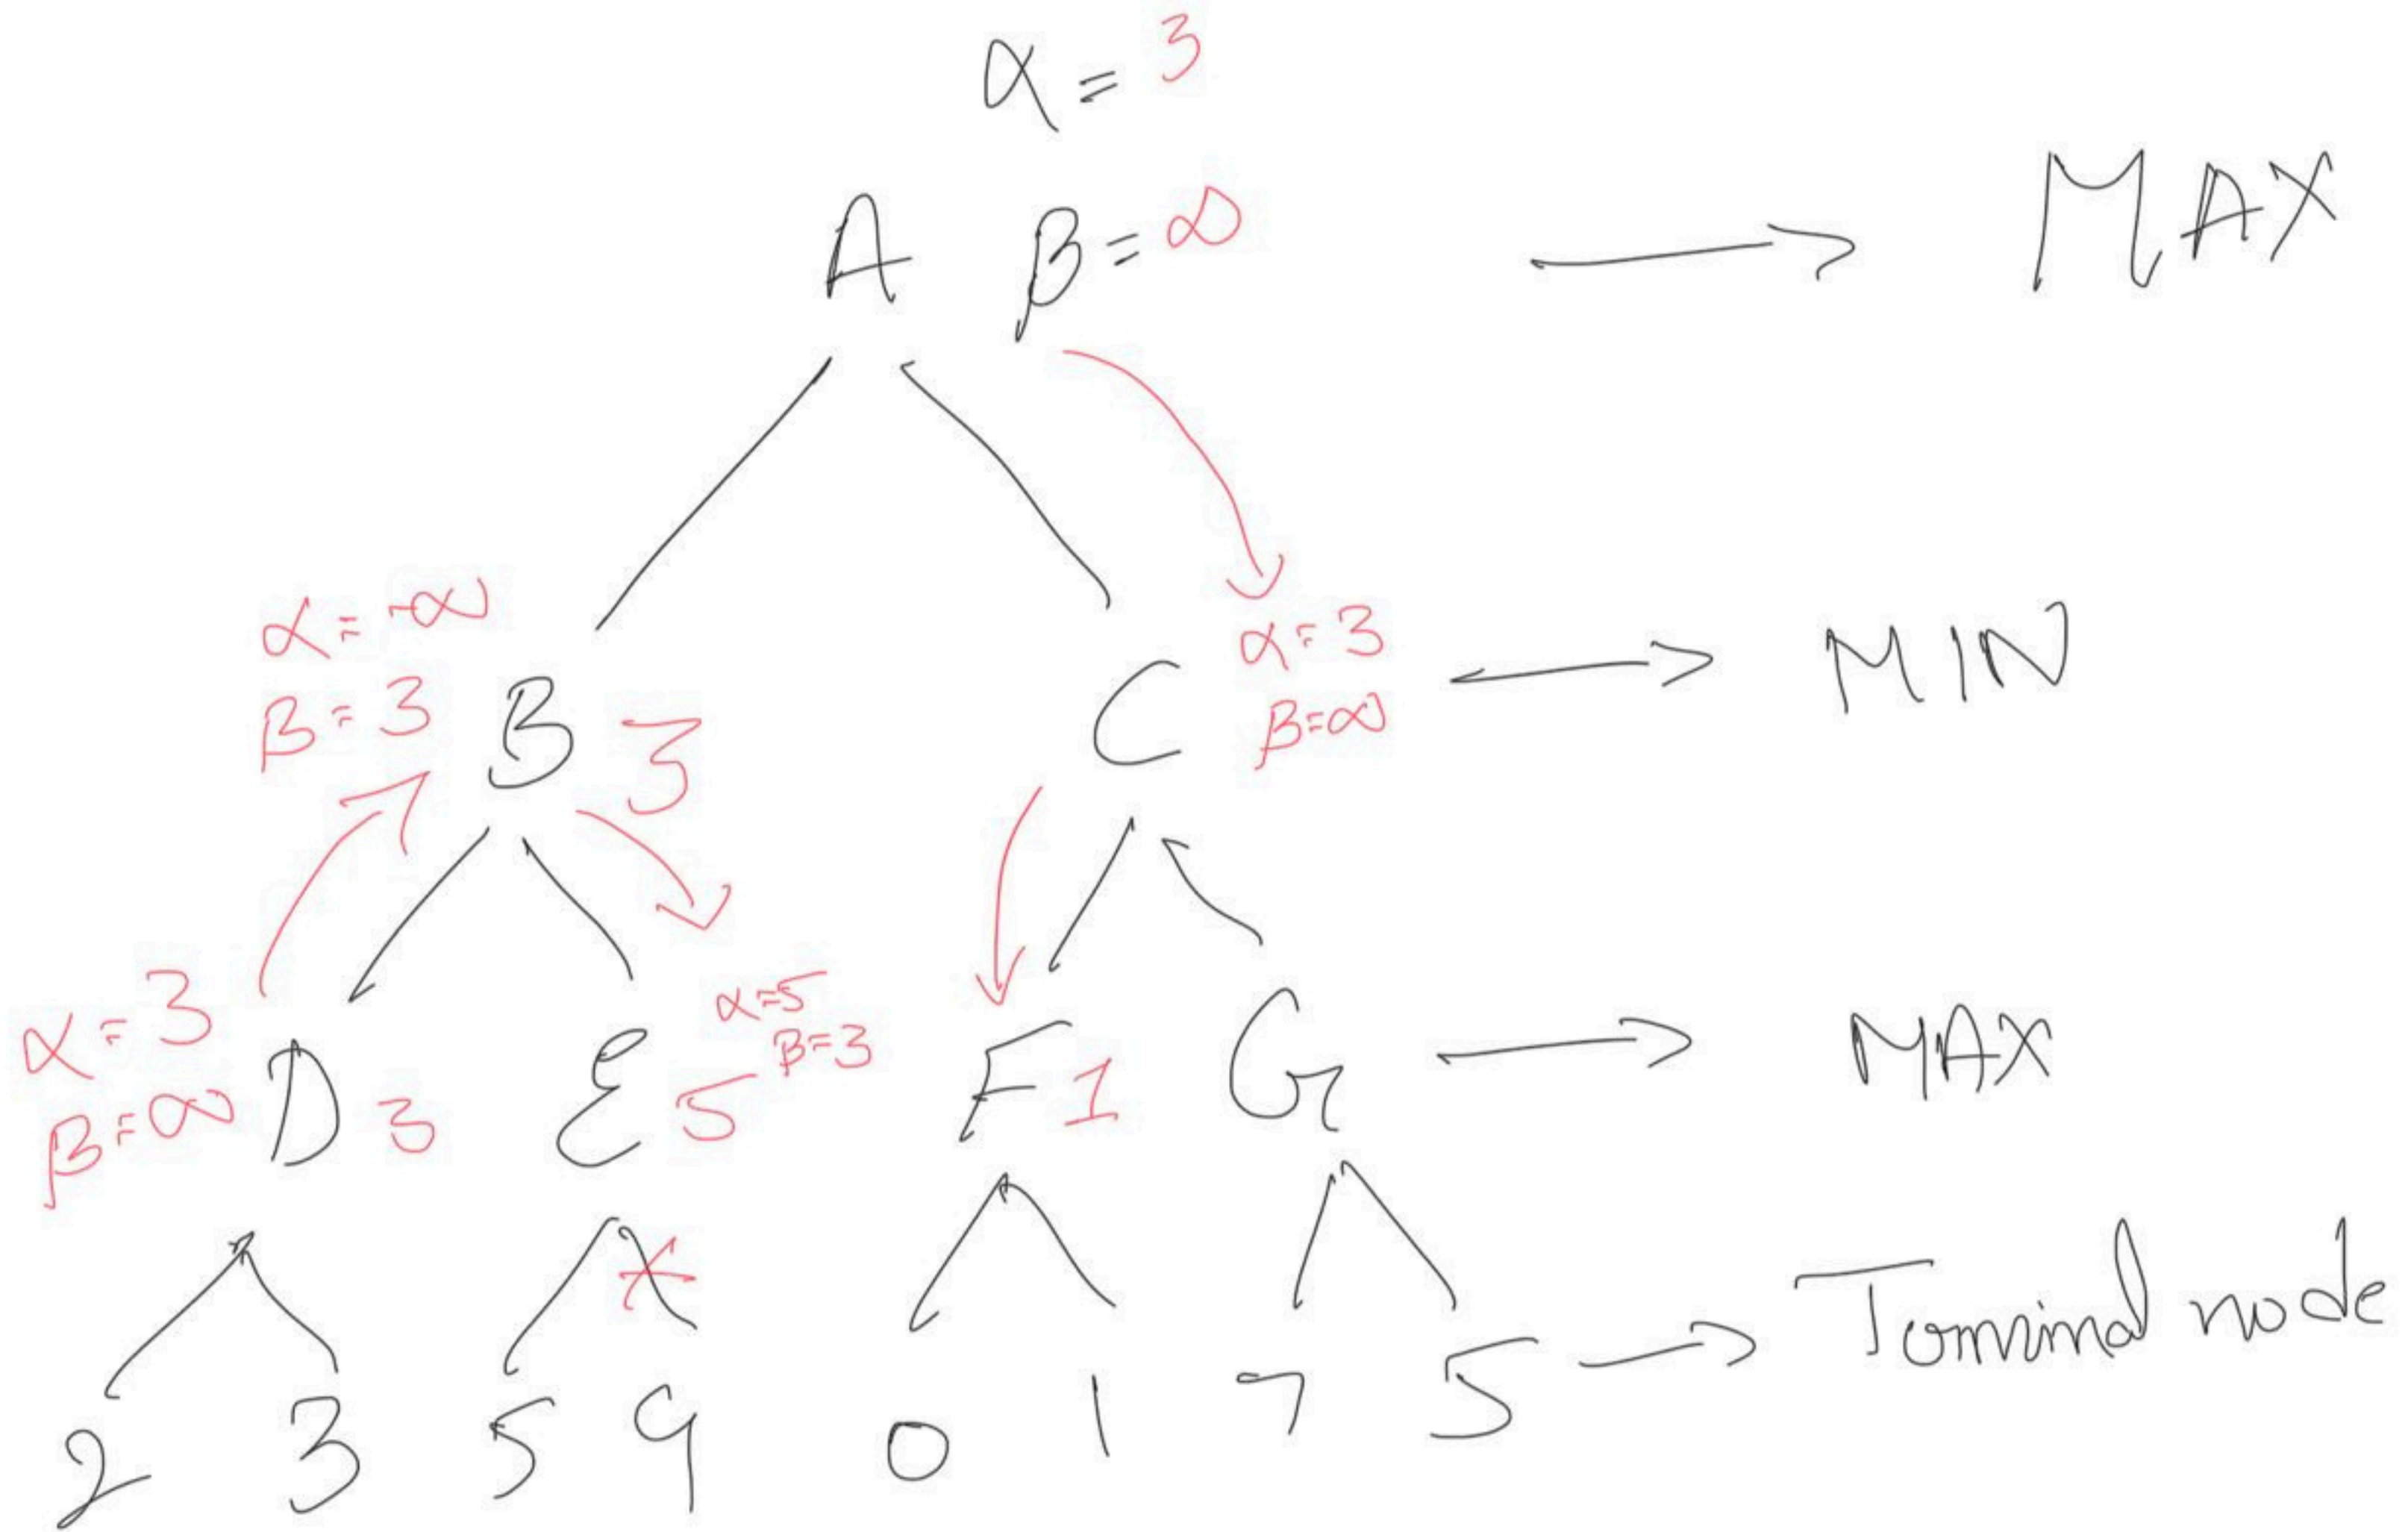 α = 3
A β = ∞ MAX
α = -∞
β = 3 B 3
α = 3
C MIN
β = ∞
α = 3
β = ∞ D 3
α = 5
β = 3
E 5
F 1 G MAX
2 3 5 9 0 1 7 5 Terminal node